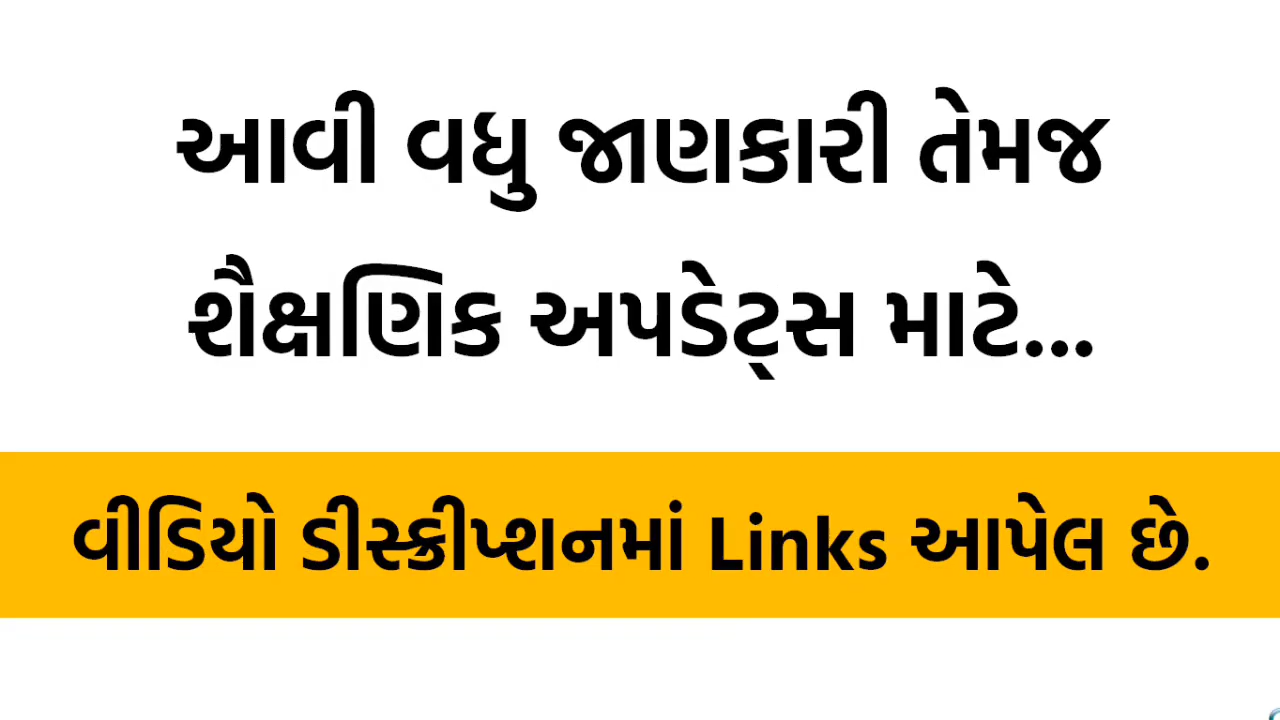 આવી વધુ જાણકારી તેમજ
શૈક્ષણિક અપડેટ્સ માટે...
વીડિયો ડીસ્ક્રીપ્શનમાં Links આપેલ છે.